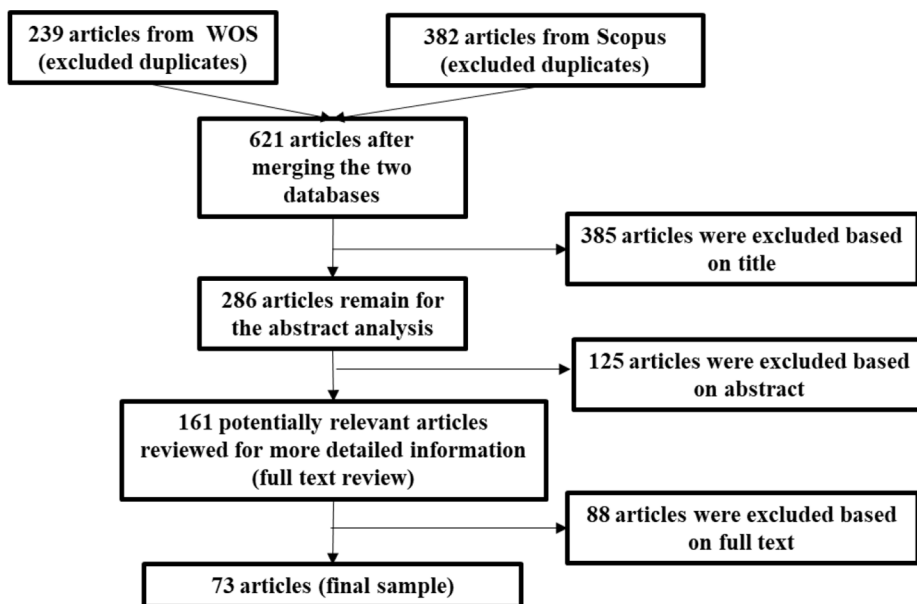 239 articles from WOS
(excluded duplicates)
382 articles from Scopus
(excluded duplicates)
621 articles after
merging the two
databases
385 articles were excluded based
on title
286 articles remain for
the abstract analysis
125 articles were excluded based
on abstract
161 potentially relevant articles
reviewed for more detailed information
(full text review)
88 articles were excluded based
on full text
73 articles (final sample)